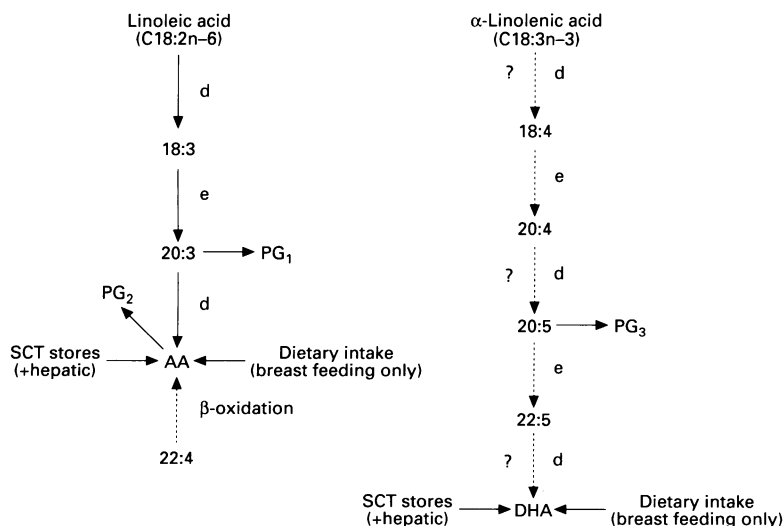 Linoleic acid
(C18:2n–6)
d
18:3
e
20:3
PG1
d
PG2
SCT stores
(+hepatic)
AA
Dietary intake
(breast feeding only)
β-oxidation
22:4
α-Linolenic acid
(C18:3n–3)
? d
18:4
e
20:4
? d
20:5
PG3
e
22:5
? d
SCT stores
(+hepatic)
DHA
Dietary intake
(breast feeding only)